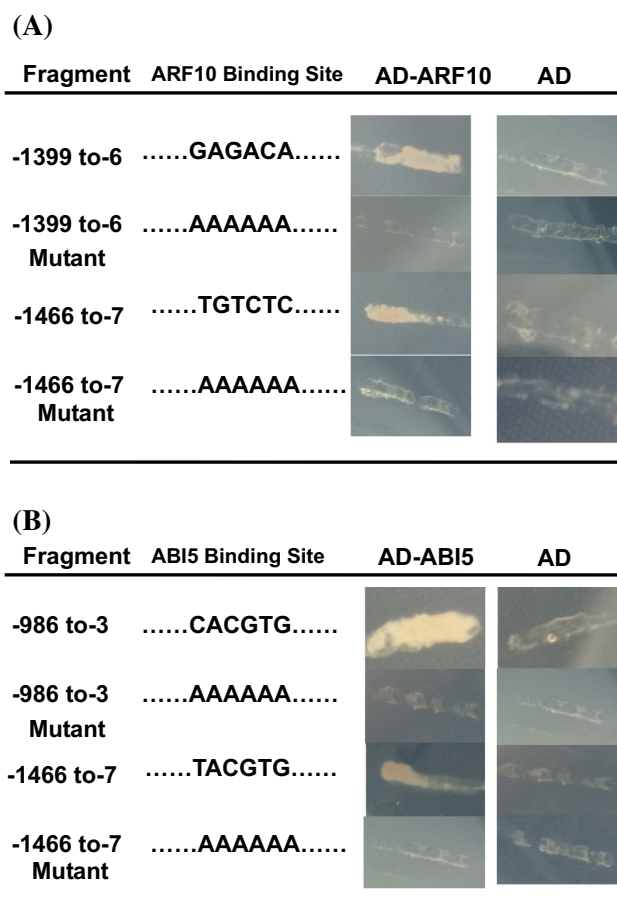 (A)
Fragment ARF10 Binding Site AD-ARF10 AD
-1399 to-6 ......GAGACA......
-1399 to-6 ......AAAAAA......
Mutant
-1466 to-7 ......TGTCTC......
-1466 to-7 ......AAAAAA......
Mutant
(B)
Fragment ABI5 Binding Site AD-ABI5 AD
-986 to-3 ......CACGTG......
-986 to-3 ......AAAAAA......
Mutant
-1466 to-7 ......TACGTG......
-1466 to-7 ......AAAAAA......
Mutant